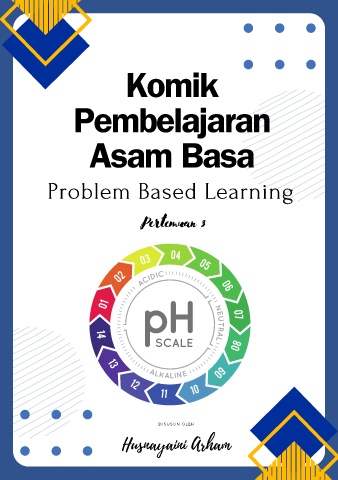 Komik
Pembelajaran
Asam Basa
Problem Based Learning
Pertemuan 3
01
02
03
04
05
06
07
08
09
10
11
12
13
14
ACIDIC
NEUTRAL
ALKALINE
pH
SCALE
DISUSUN OLEH
Husnayaini Arham